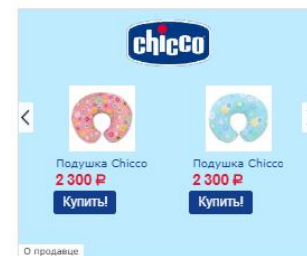 chicco
Подушка Chicco
2 300 ₽
Купить!
Подушка Chicco
2 300 ₽
Купить!
О продавце